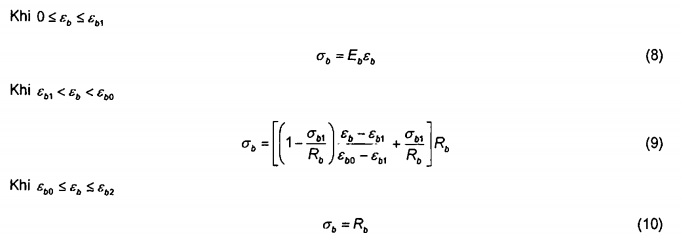 Khi 0 ≤ ε_b ≤ ε_b1
σ_b = E_b ε_b (8)
Khi ε_b1 < ε_b < ε_b0
σ_b = [(1 − σ_b1/R_b) (ε_b − ε_b1)/(ε_b0 − ε_b1) + σ_b1/R_b] R_b (9)
Khi ε_b0 ≤ ε_b ≤ ε_b2
σ_b = R_b (10)